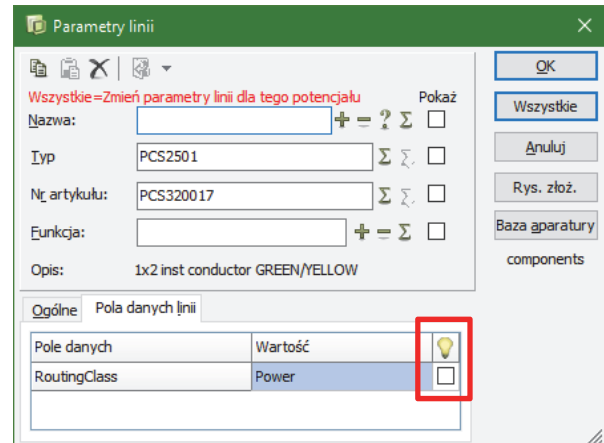 Parametry linii
Wszystkie=Zmień parametry linii dla tego potencjału
Pokaż
Nazwa:
Typ PCS2501
Nr artykułu: PCS320017
Funkcja:
Opis: 1x2 inst conductor GREEN/YELLOW
OK
Wszystkie
Anuluj
Rys. złoż.
Baza aparatury
components
Ogólne Pola danych linii
Pole danych Wartość
RoutingClass Power